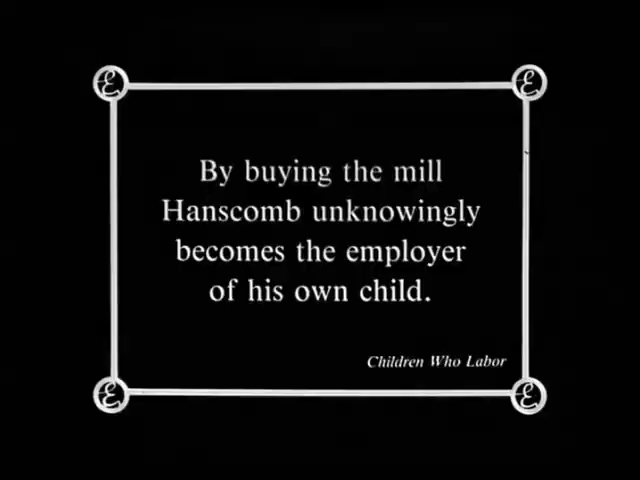 By buying the mill
Hanscomb unknowingly
becomes the employer
of his own child.
Children Who Labor
E
E
E
E